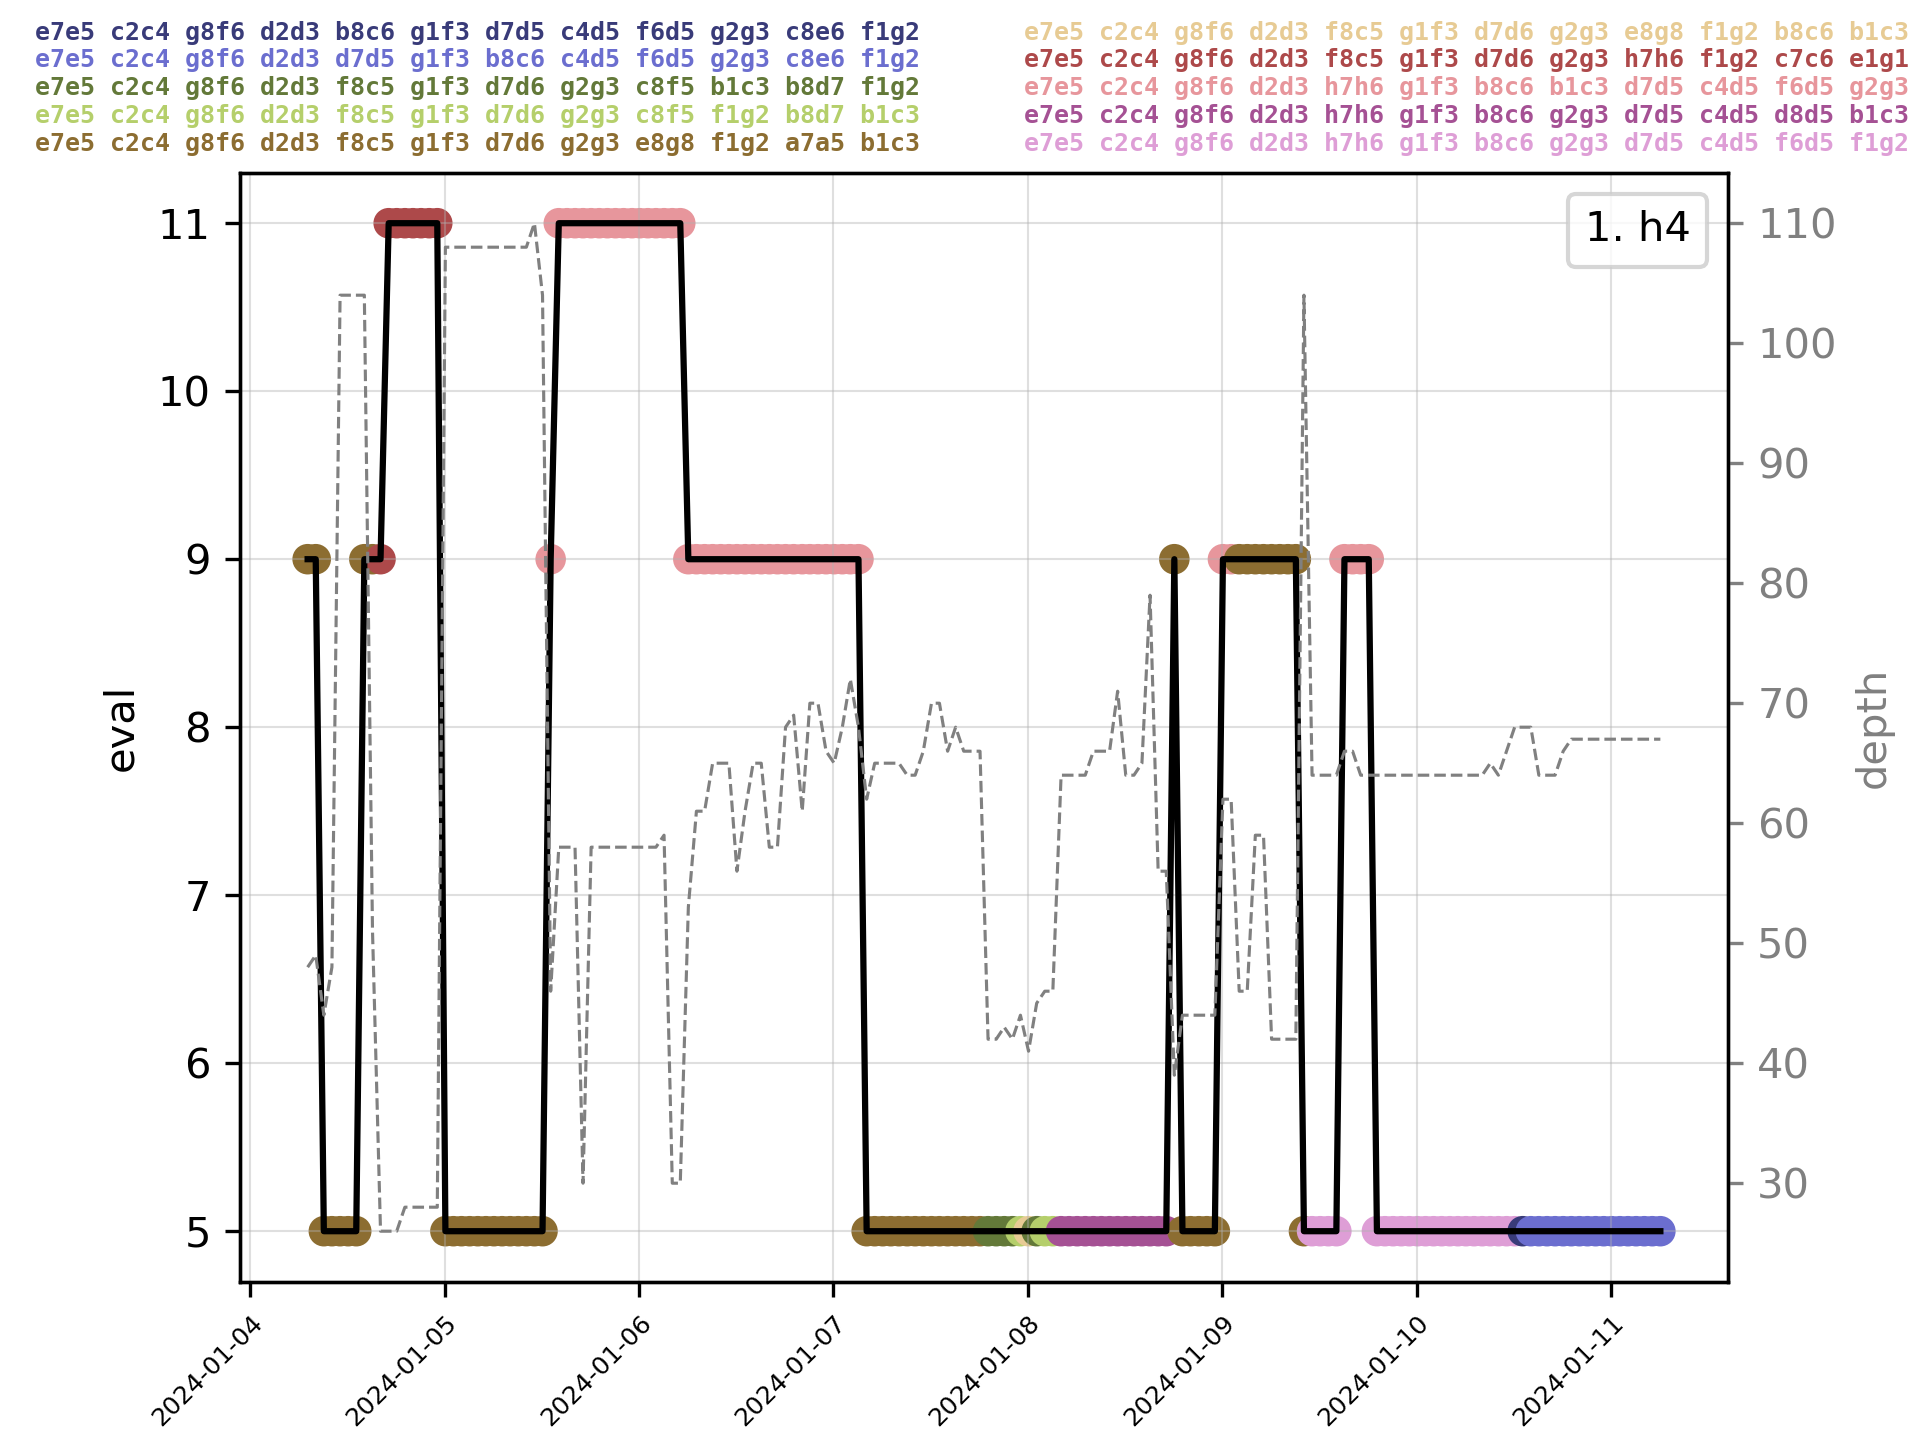 e7e5 c2c4 g8f6 d2d3 b8c6 g1f3 d7d5 c4d5 f6d5 g2g3 c8e6 f1g2
e7e5 c2c4 g8f6 d2d3 d7d5 g1f3 b8c6 c4d5 f6d5 g2g3 c8e6 f1g2
e7e5 c2c4 g8f6 d2d3 f8c5 g1f3 d7d6 g2g3 c8f5 b1c3 b8d7 f1g2
e7e5 c2c4 g8f6 d2d3 f8c5 g1f3 d7d6 g2g3 c8f5 f1g2 b8d7 b1c3
e7e5 c2c4 g8f6 d2d3 f8c5 g1f3 d7d6 g2g3 e8g8 f1g2 a7a5 b1c3
e7e5 c2c4 g8f6 d2d3 f8c5 g1f3 d7d6 g2g3 e8g8 f1g2 b8c6 b1c3
e7e5 c2c4 g8f6 d2d3 f8c5 g1f3 d7d6 g2g3 h7h6 f1g2 c7c6 e1g1
e7e5 c2c4 g8f6 d2d3 h7h6 g1f3 b8c6 b1c3 d7d5 c4d5 f6d5 g2g3
e7e5 c2c4 g8f6 d2d3 h7h6 g1f3 b8c6 g2g3 d7d5 c4d5 d8d5 b1c3
e7e5 c2c4 g8f6 d2d3 h7h6 g1f3 b8c6 g2g3 d7d5 c4d5 f6d5 f1g2
1. h4
eval
11
10
9
8
7
6
5
110
100
90
80
70
60
50
40
30
depth
2024-01-04
2024-01-05
2024-01-06
2024-01-07
2024-01-08
2024-01-09
2024-01-10
2024-01-11